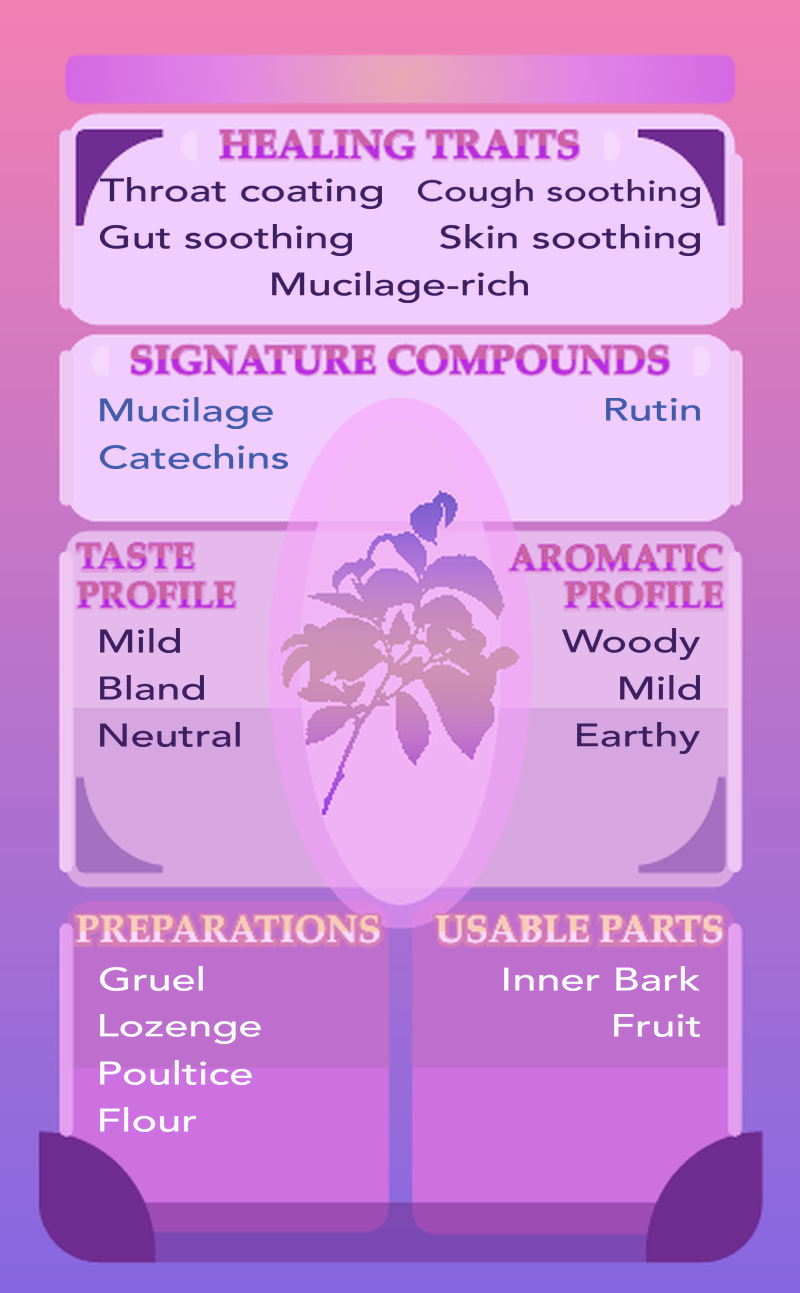 HEALING TRAITS
Throat coating Cough soothing
Gut soothing Skin soothing
Mucilage-rich
SIGNATURE COMPOUNDS
Mucilage Rutin
Catechins
TASTE
PROFILE
Mild
Bland
Neutral
AROMATIC
PROFILE
Woody
Mild
Earthy
PREPARATIONS
Gruel
Lozenge
Poultice
Flour
USABLE PARTS
Inner Bark
Fruit